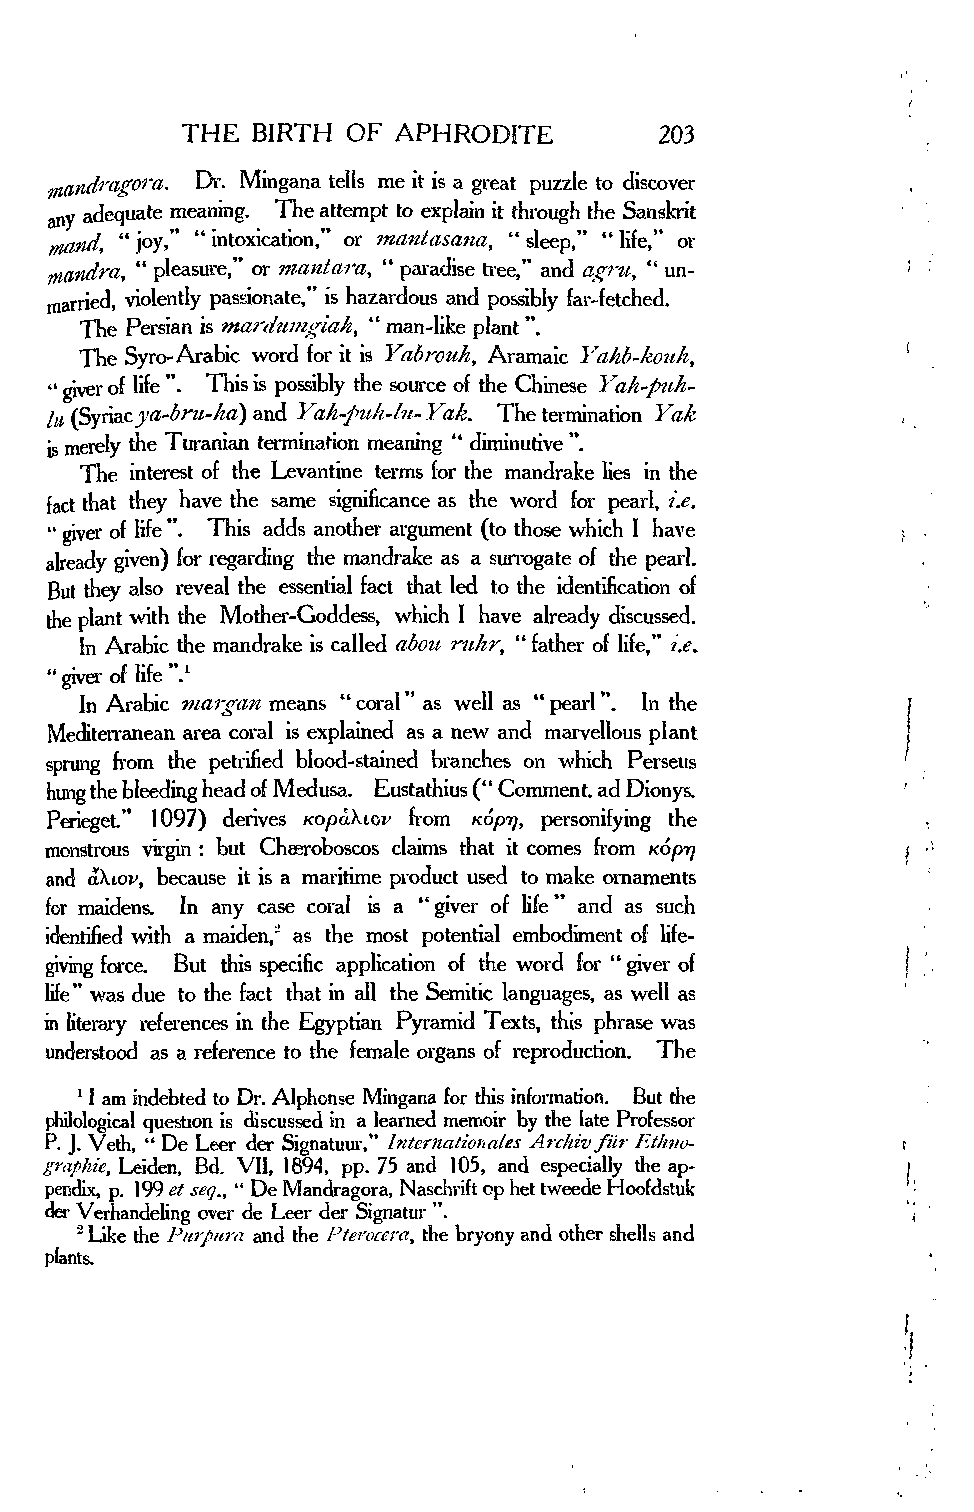 THE BIRTH OF APHRODITE 203
mandragora. Dr. Mingana tells me it is a great puzzle to discover
any adequate meaning. The attempt to explain it through the Sanskrit
mand, “joy,” “intoxication,” or mantasana, “sleep,” “life,” or
mandra, “pleasure,” or mantara, “paradise tree,” and agru, “un-
married, violently passionate,” is hazardous and possibly far-fetched.
The Persian is mardumgiah, “man-like plant”.
The Syro-Arabic word for it is Yabrouh, Aramaic Yahb-kouh,
“giver of life”. This is possibly the source of the Chinese Yah-puh-
lu (Syriac ya-bru-ha) and Yah-puh-lu-Yak. The termination Yak
is merely the Turanian termination meaning “diminutive”.
The interest of the Levantine terms for the mandrake lies in the
fact that they have the same significance as the word for pearl, i.e.
“giver of life”. This adds another argument (to those which I have
already given) for regarding the mandrake as a surrogate of the pearl.
But they also reveal the essential fact that led to the identification of
the plant with the Mother-Goddess, which I have already discussed.
In Arabic the mandrake is called abou ruhr, “father of life,” i.e.
“giver of life”.¹
In Arabic margan means “coral” as well as “pearl”. In the
Mediterranean area coral is explained as a new and marvellous plant
sprung from the petrified blood-stained branches on which Perseus
hung the bleeding head of Medusa. Eustathius (“Comment. ad Dionys.
Perieget.” 1097) derives κοράλιον from κόρη, personifying the
monstrous virgin : but Chæroboscos claims that it comes from κόρη
and ἅλιον, because it is a maritime product used to make ornaments
for maidens. In any case coral is a “giver of life” and as such
identified with a maiden,² as the most potential embodiment of life-
giving force. But this specific application of the word for “giver of
life” was due to the fact that in all the Semitic languages, as well as
in literary references in the Egyptian Pyramid Texts, this phrase was
understood as a reference to the female organs of reproduction. The
¹ I am indebted to Dr. Alphonse Mingana for this information. But the
philological question is discussed in a learned memoir by the late Professor
P. J. Veth, “De Leer der Signatuur,” Internationales Archiv für Ethno-
graphie, Leiden, Bd. VII, 1894, pp. 75 and 105, and especially the ap-
pendix, p. 199 et seq., “De Mandragora, Naschrift op het tweede Hoofdstuk
der Verhandeling over de Leer der Signatur”.
² Like the Purpura and the Pterocera, the bryony and other shells and
plants.